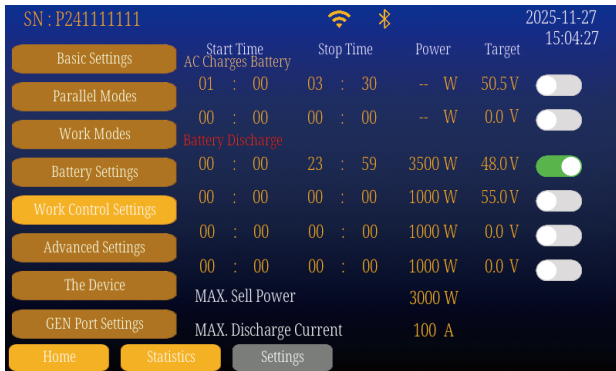 SN : P241111111 2025-11-27
15:04:27
Basic Settings
Parallel Modes
Work Modes
Battery Settings
Work Control Settings
Advanced Settings
The Device
GEN Port Settings
Start Time Stop Time Power Target
AC Charges Battery
01 : 00 03 : 30 -- W 50.5 V
00 : 00 00 : 00 -- W 0.0 V
Battery Discharge
00 : 00 23 : 59 3500 W 48.0 V
00 : 00 00 : 00 1000 W 55.0 V
00 : 00 00 : 00 1000 W 0.0 V
00 : 00 00 : 00 1000 W 0.0 V
MAX. Sell Power 3000 W
MAX. Discharge Current 100 A
Home Statistics Settings